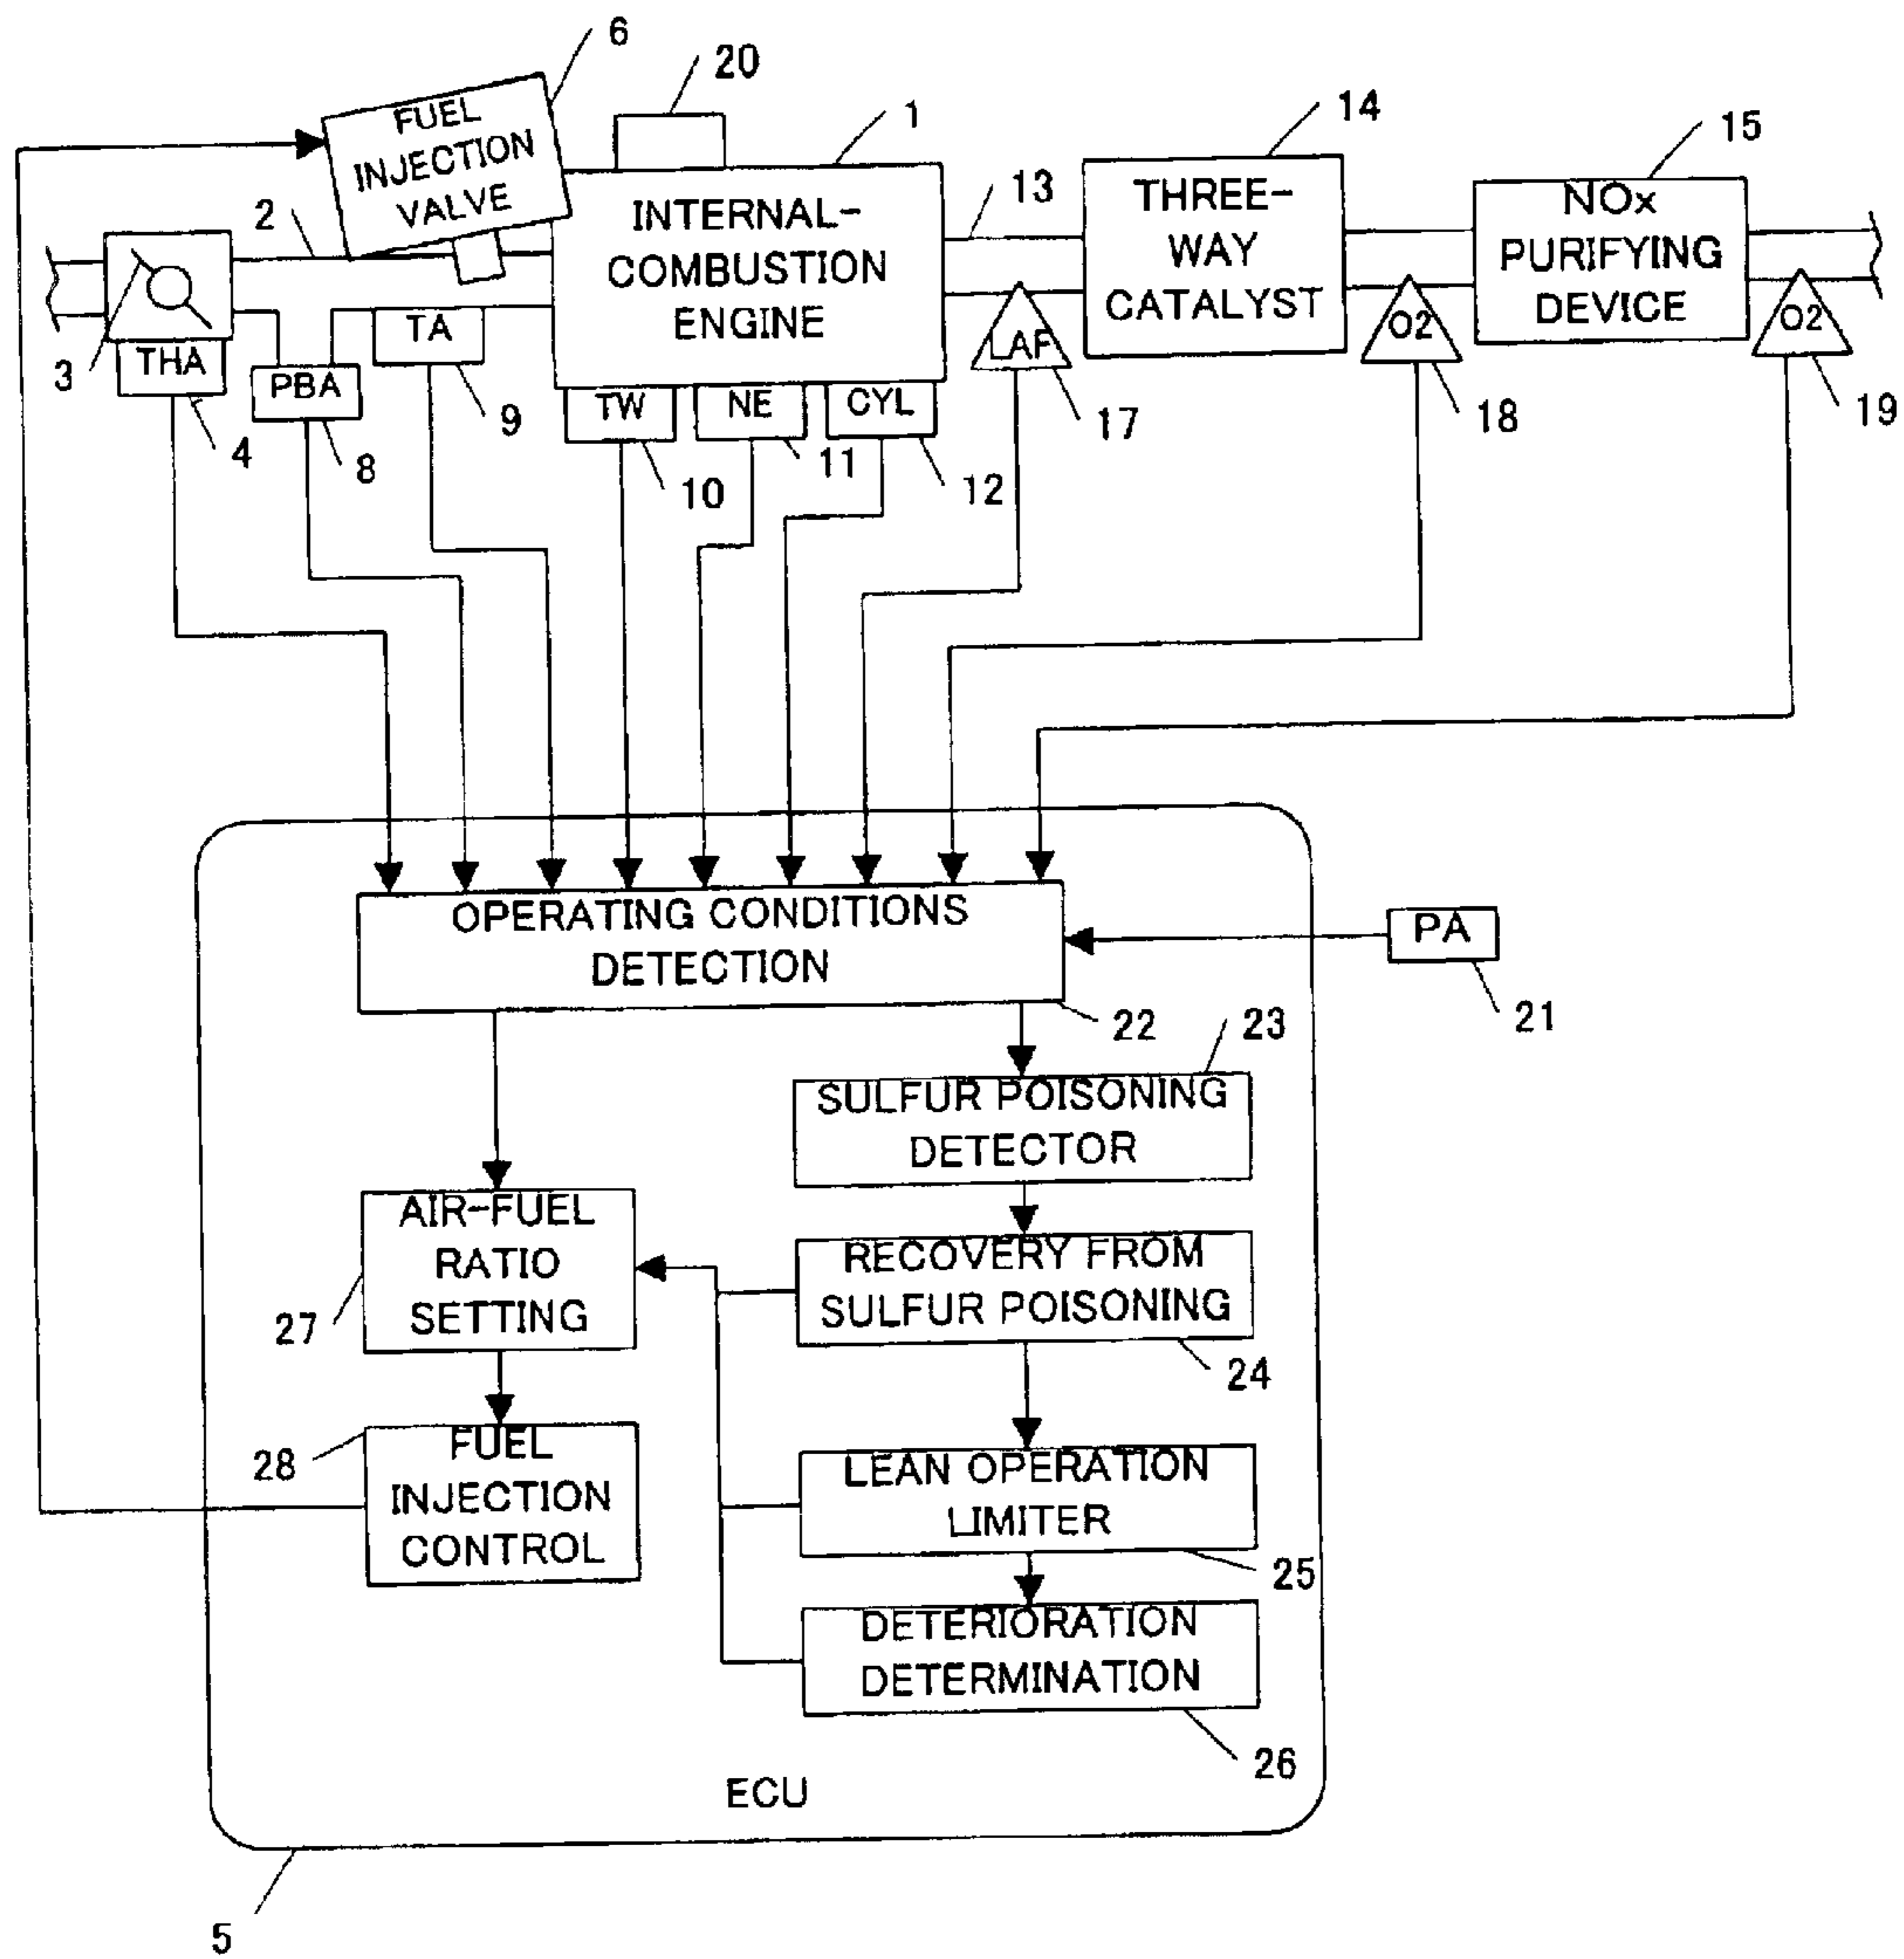 6
20
1
14
15
FUEL
INJECTION
VALVE
2
13
INTERNAL-
COMBUSTION
ENGINE
THREE-
WAY
CATALYST
NOx
PURIFYING
DEVICE
3
THA
PBA
TA
TW
NE
CYL
LAF
O2
O2
4
8
9
10
11
12
17
18
19
OPERATING CONDITIONS
DETECTION
PA
21
22
23
SULFUR POISONING
DETECTOR
AIR-FUEL
RATIO
SETTING
27
RECOVERY FROM
SULFUR POISONING
24
28
FUEL
INJECTION
CONTROL
LEAN OPERATION
LIMITER
25
DETERIORATION
DETERMINATION
26
ECU
5